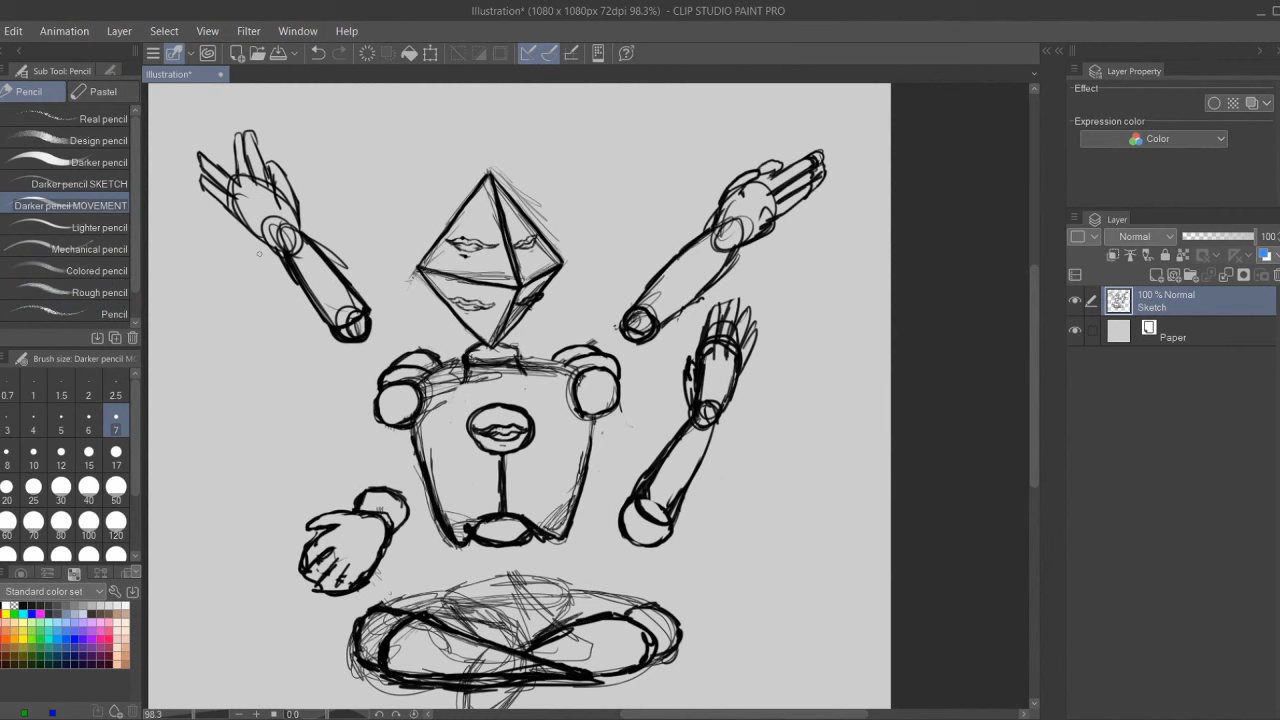 Illustration* (1080 x 1080px 72dpi 98.3%) - CLIP STUDIO PAINT PRO
Edit Animation Layer Select View Filter Window Help
Sub Tool: Pencil
Illustration*
Layer Property
Pencil Pastel
Effect
Real pencil
Expression color
Design pencil
Color
Darker pencil
Darker pencil SKETCH
Darker pencil MOVEMENT
Lighter pencil
Layer
Normal 100
Mechanical pencil
Colored pencil
Rough pencil
100 % Normal
Sketch
Pencil
Paper
Brush size: Darker pencil M
0.7 1 1.5 2 2.5
3 4 5 6 7
8 10 12 15 17
20 25 30 40 50
60 70 80 100 120
Standard color set
98.3 0.0